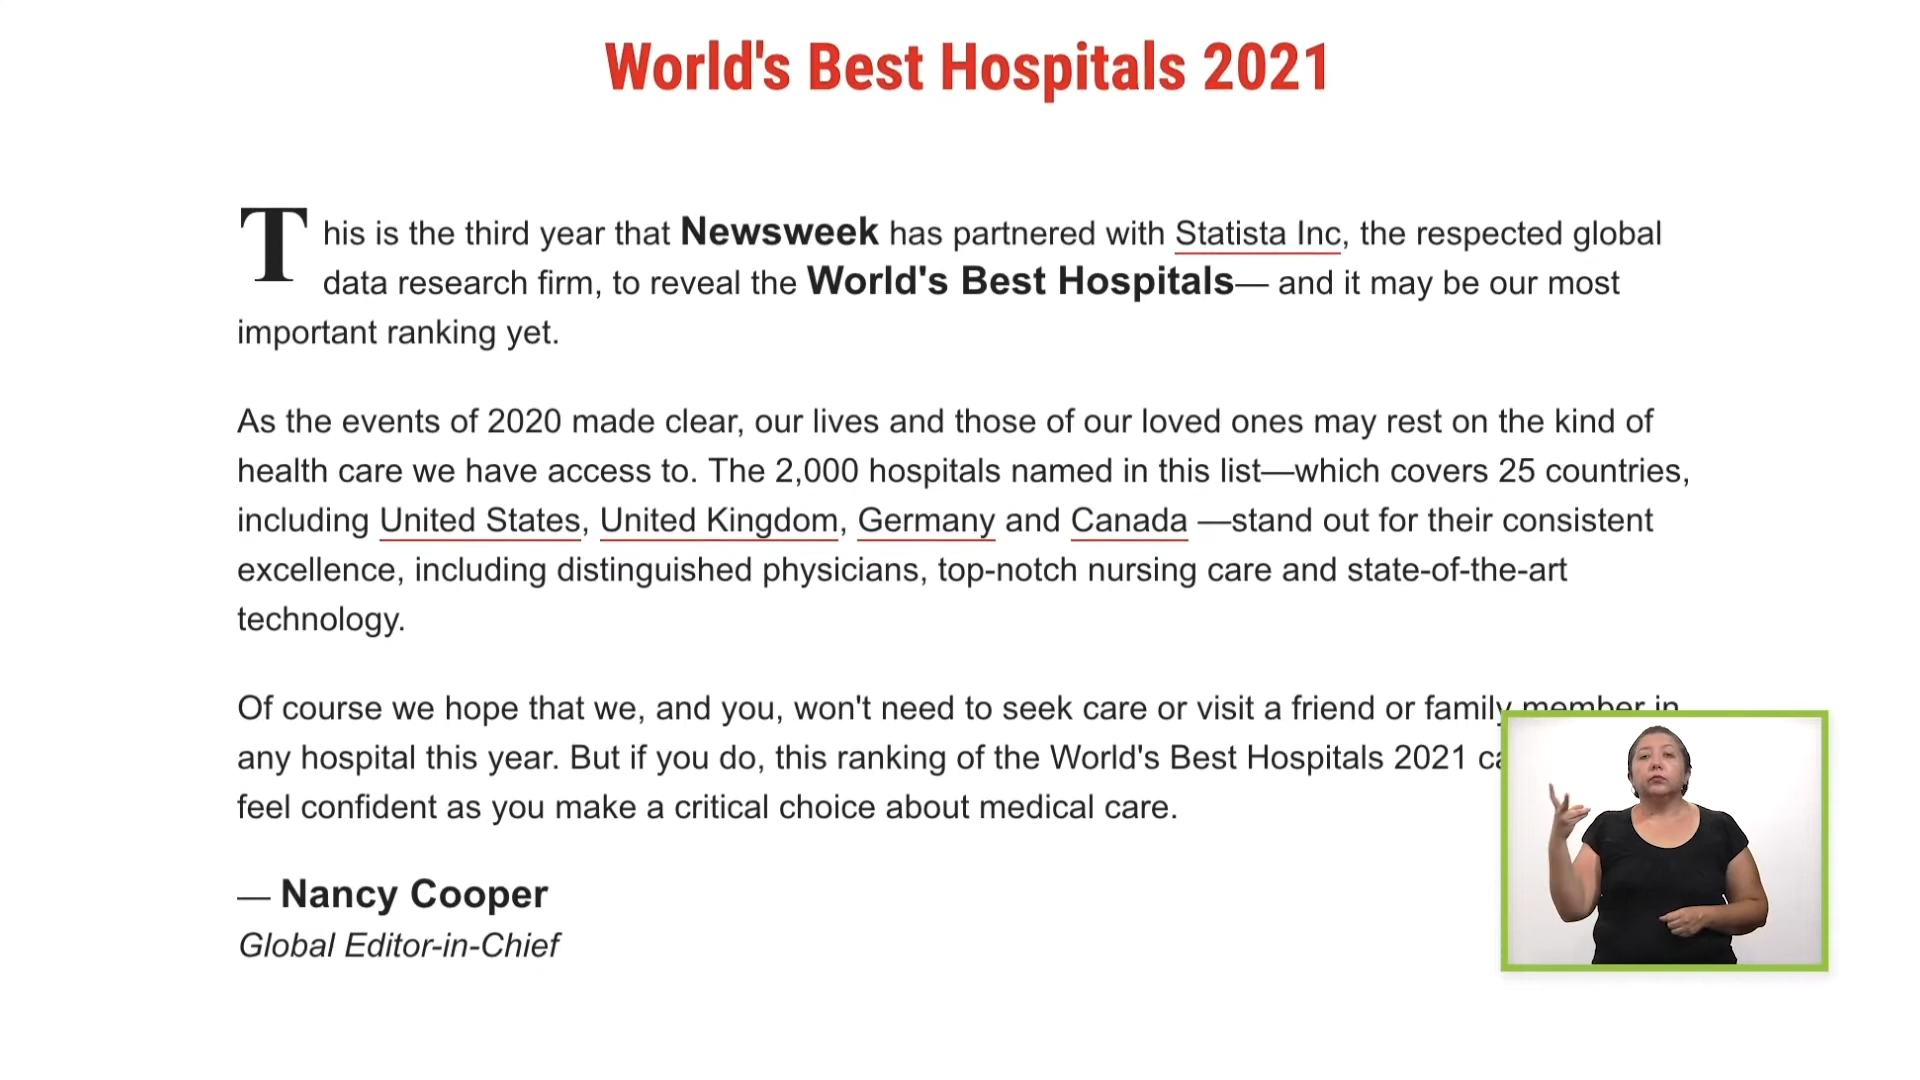 World's Best Hospitals 2021
This is the third year that Newsweek has partnered with Statista Inc, the respected global
data research firm, to reveal the World's Best Hospitals— and it may be our most
important ranking yet.
As the events of 2020 made clear, our lives and those of our loved ones may rest on the kind of
health care we have access to. The 2,000 hospitals named in this list—which covers 25 countries,
including United States, United Kingdom, Germany and Canada —stand out for their consistent
excellence, including distinguished physicians, top-notch nursing care and state-of-the-art
technology.
Of course we hope that we, and you, won't need to seek care or visit a friend or family member in
any hospital this year. But if you do, this ranking of the World's Best Hospitals 2021
feel confident as you make a critical choice about medical care.
— Nancy Cooper
Global Editor-in-Chief